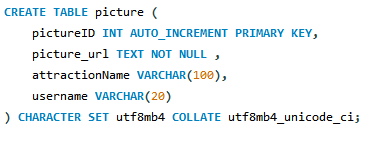 CREATE TABLE picture (
pictureID INT AUTO_INCREMENT PRIMARY KEY,
picture_url TEXT NOT NULL ,
attractionName VARCHAR(100),
username VARCHAR(20)
) CHARACTER SET utf8mb4 COLLATE utf8mb4_unicode_ci;